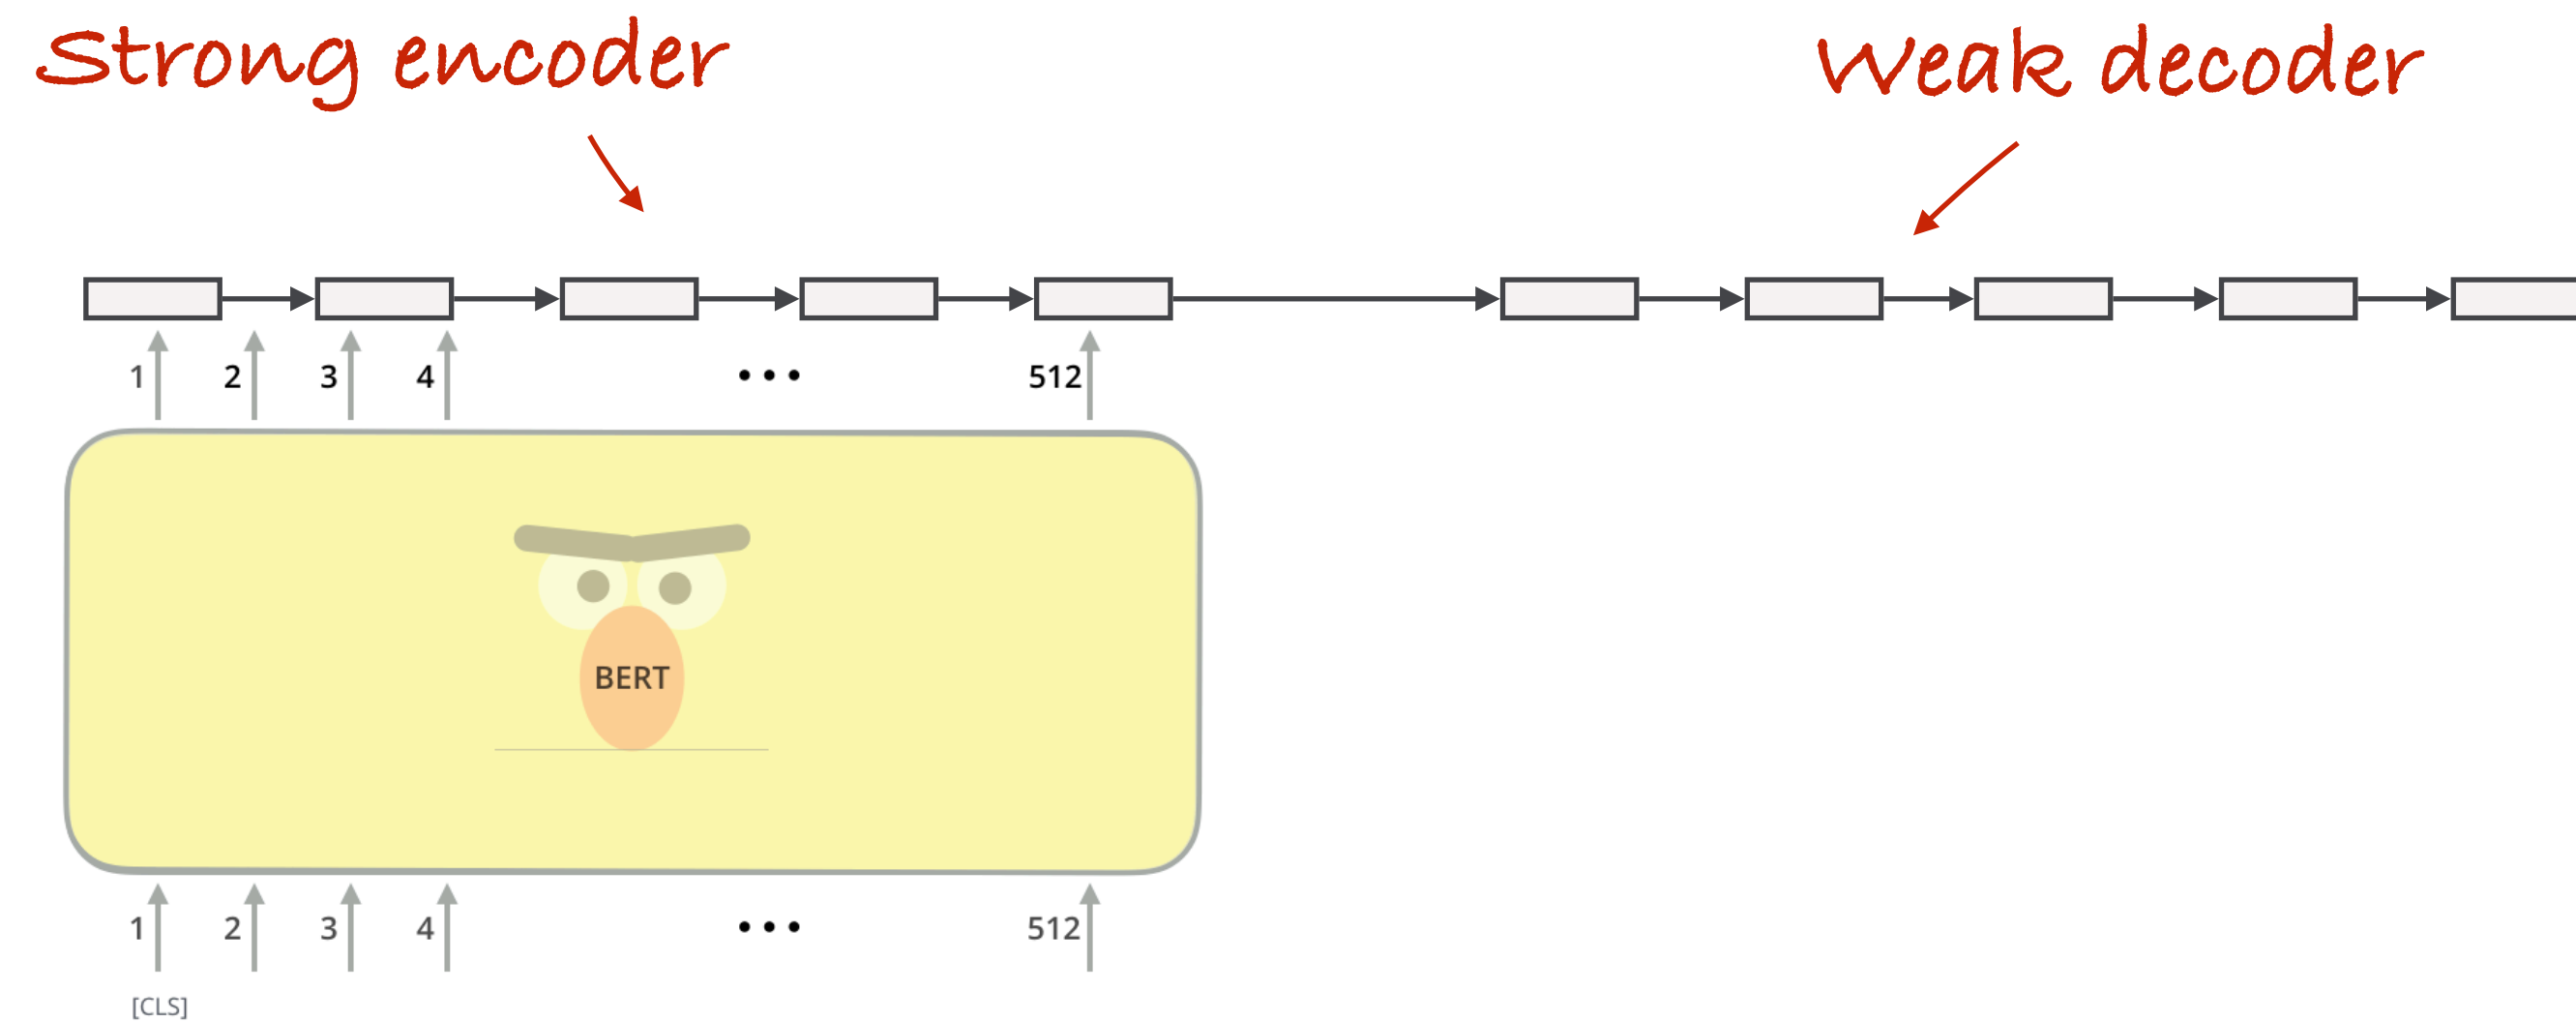 Strong encoder Weak decoder
1 2 3 4 ••• 512
BERT
1 2 3 4 ••• 512
[CLS]